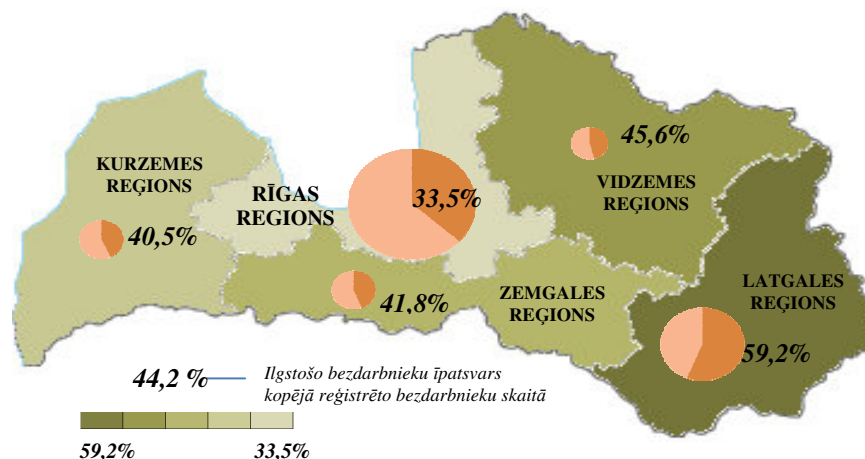 45,6%
KURZEMES
REĢIONS
RĪGAS
REGIONS
33,5%
VIDZEMES
REĢIONS
40,5%
41,8%
ZEMGALES
REĢIONS
LATGALES
REĢIONS
59,2%
44,2 %
Ilgstošo bezdarbnieku īpatsvars
kopējā reģistrēto bezdarbnieku skaitā
59,2%
33,5%